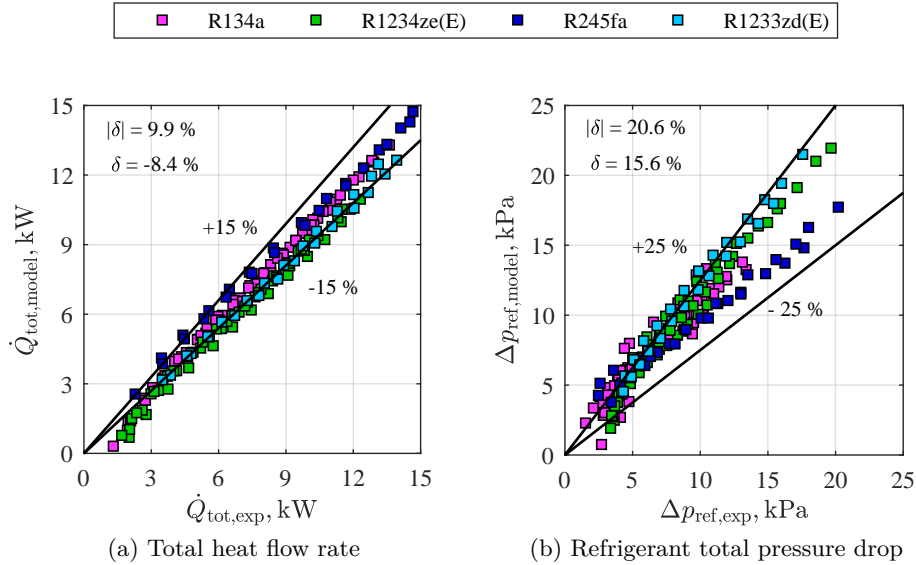 R134a R1234ze(E) R245fa R1233zd(E)
|δ| = 9.9 %
δ = -8.4 %
+15 %
-15 %
15
12
9
6
3
0
0 3 6 9 12 15
Q̇tot,model, kW
Q̇tot,exp, kW
(a) Total heat flow rate
|δ| = 20.6 %
δ = 15.6 %
+25 %
- 25 %
25
20
15
10
5
0
0 5 10 15 20 25
Δpref,model, kPa
Δpref,exp, kPa
(b) Refrigerant total pressure drop